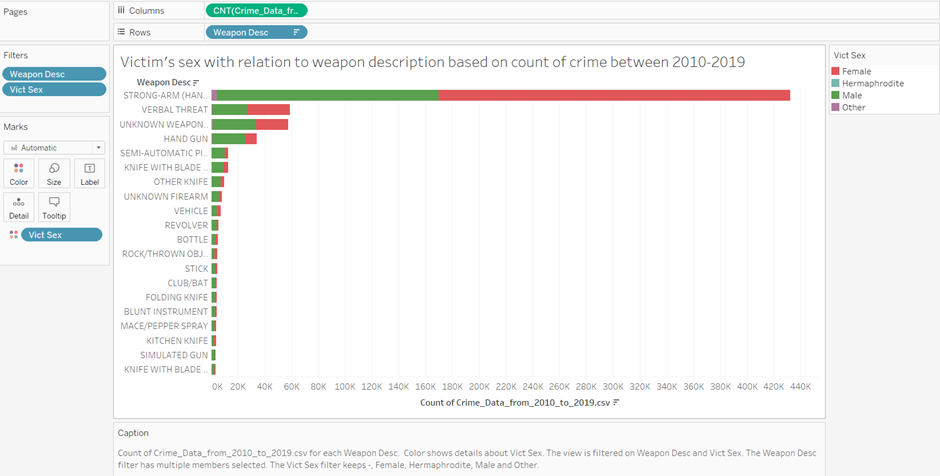 Pages
Columns
CNT(Crime_Data_fr..
Rows
Weapon Desc
Filters
Weapon Desc
Vict Sex
Marks
Automatic
Color
Size
Label
Detail
Tooltip
Vict Sex
Victim's sex with relation to weapon description based on count of crime between 2010-2019
Weapon Desc
STRONG-ARM (HAN..
VERBAL THREAT
UNKNOWN WEAPON..
HAND GUN
SEMI-AUTOMATIC PI..
KNIFE WITH BLADE ..
OTHER KNIFE
UNKNOWN FIREARM
VEHICLE
REVOLVER
BOTTLE
ROCK/THROWN OBJ..
STICK
CLUB/BAT
FOLDING KNIFE
BLUNT INSTRUMENT
MACE/PEPPER SPRAY
KITCHEN KNIFE
SIMULATED GUN
KNIFE WITH BLADE ..
0K 20K 40K 60K 80K 100K 120K 140K 160K 180K 200K 220K 240K 260K 280K 300K 320K 340K 360K 380K 400K 420K 440K
Count of Crime_Data_from_2010_to_2019.csv
Vict Sex
Female
Hermaphrodite
Male
Other
Caption
Count of Crime_Data_from_2010_to_2019.csv for each Weapon Desc. Color shows details about Vict Sex. The view is filtered on Weapon Desc and Vict Sex. The Weapon Desc
filter has multiple members selected. The Vict Sex filter keeps -, Female, Hermaphrodite, Male and Other.